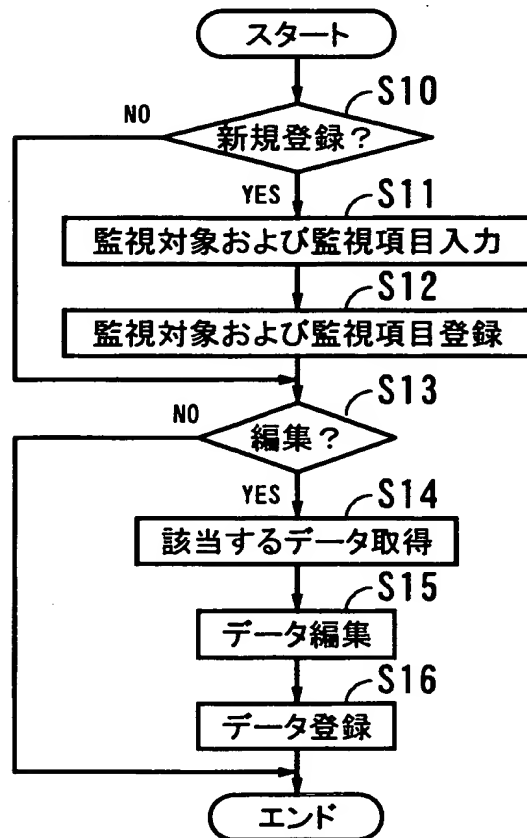 スタート
S10
新規登録?
NO
YES
S11
監視対象および監視項目入力
S12
監視対象および監視項目登録
S13
編集?
NO
YES
S14
該当するデータ取得
S15
データ編集
S16
データ登録
エンド